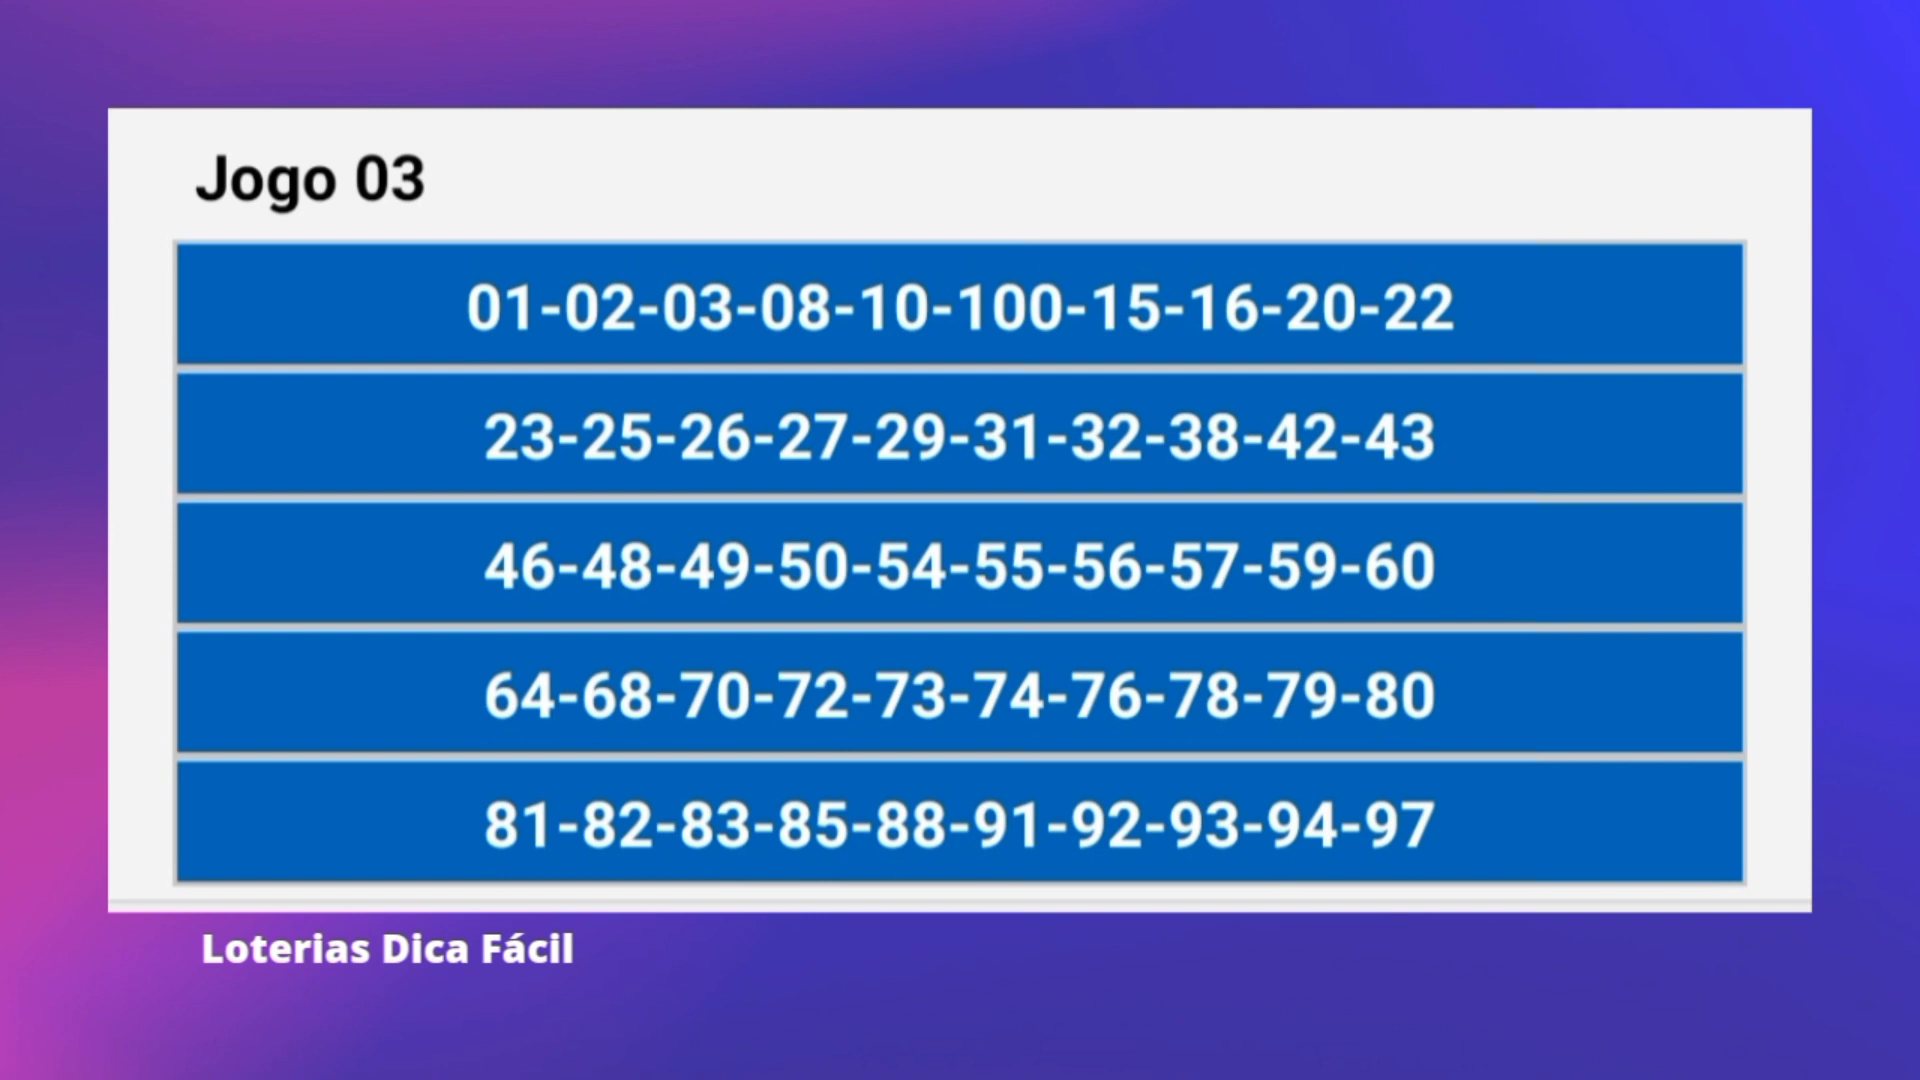 Jogo 03
01-02-03-08-10-100-15-16-20-22
23-25-26-27-29-31-32-38-42-43
46-48-49-50-54-55-56-57-59-60
64-68-70-72-73-74-76-78-79-80
81-82-83-85-88-91-92-93-94-97
Loterias Dica Fácil